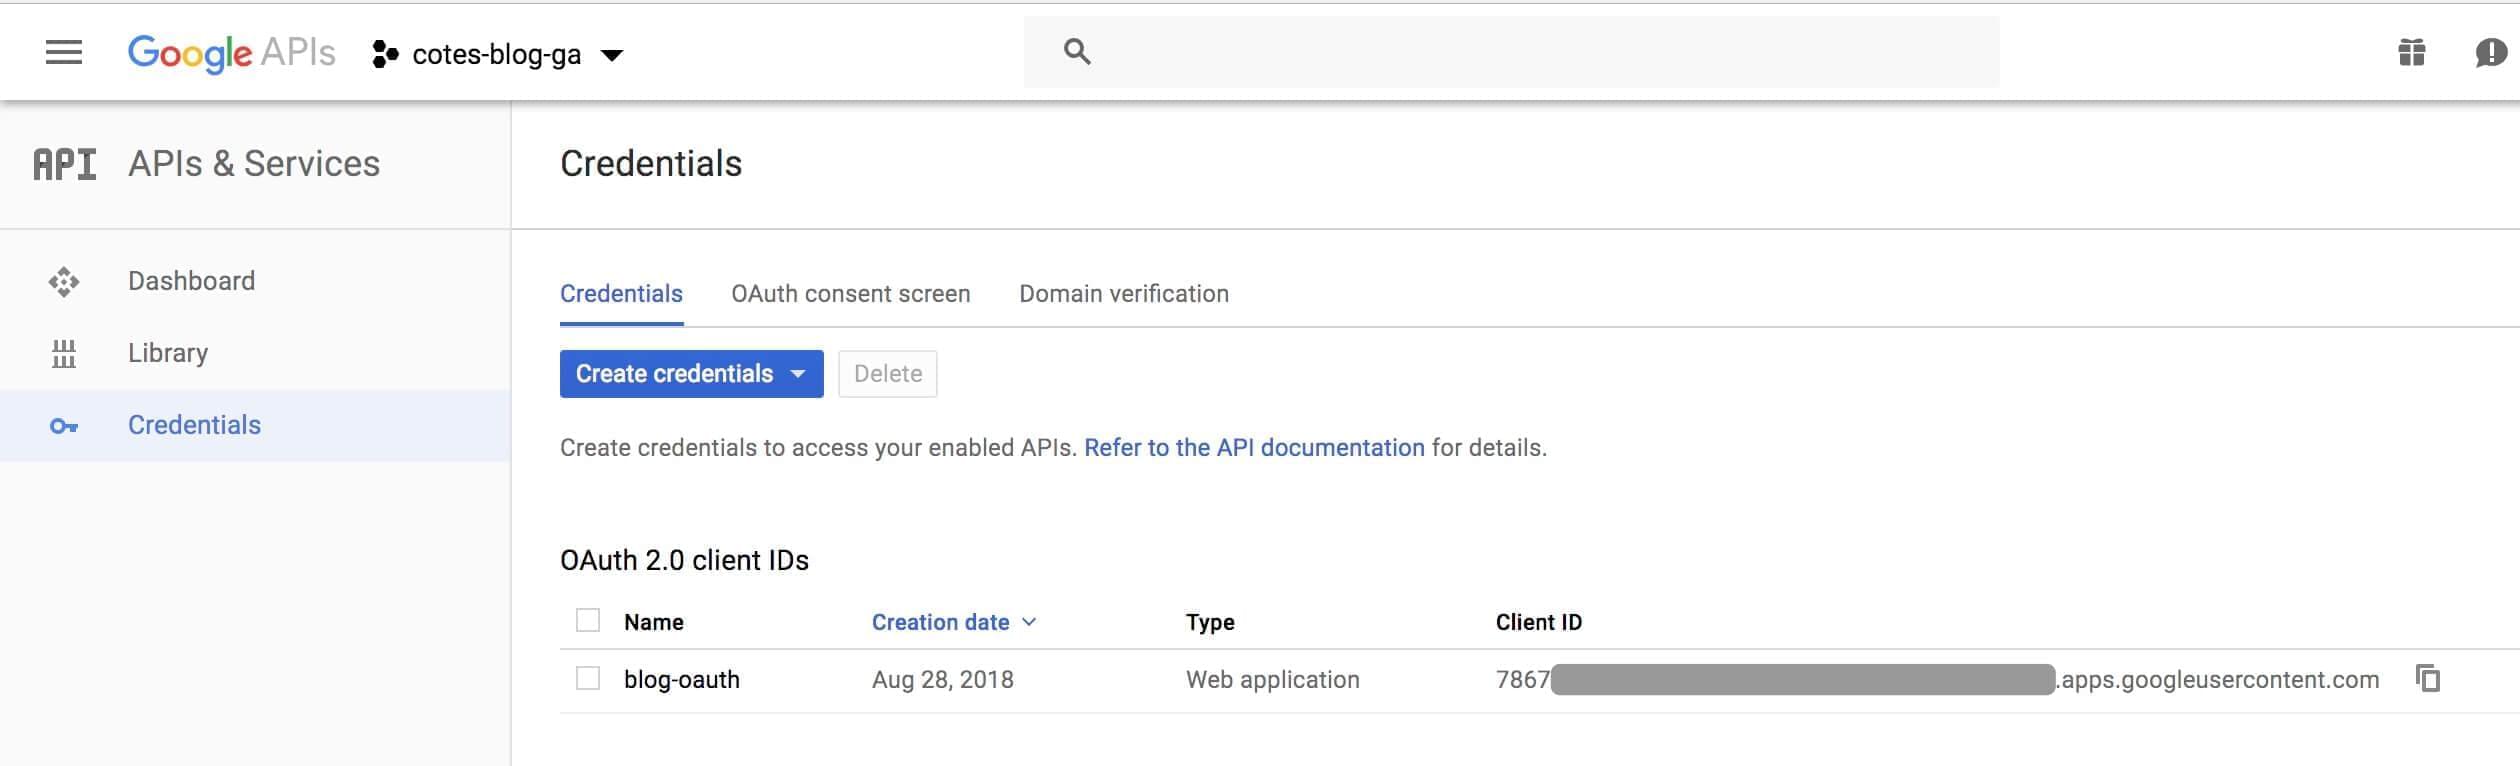 Google APIs cotes-blog-ga
API APIs & Services
Credentials
Dashboard
Library
Credentials
Credentials OAuth consent screen Domain verification
Create credentials Delete
Create credentials to access your enabled APIs. Refer to the API documentation for details.
OAuth 2.0 client IDs
Name Creation date Type Client ID
blog-oauth Aug 28, 2018 Web application 7867 .apps.googleusercontent.com